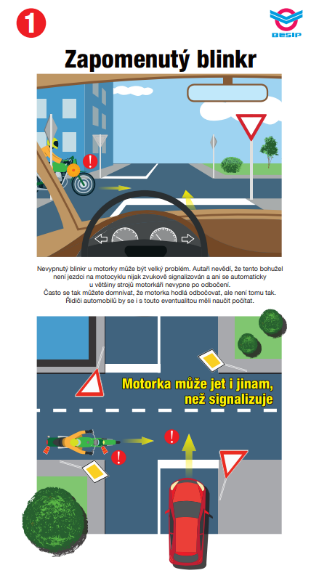 1
BESIP
Zapomenutý blinkr
!
Nevypnutý blinkr u motorky může být velký problém. Autaři nevědí, že tento bohužel
není jezdci na motocyklu nijak zvukově signalizován a ani se automaticky
u většiny strojů motorkáři nevypne po odbočení.
Často se tak můžete domnívat, že motorka hodlá odbočovat, ale není tomu tak.
Řidiči automobilů by se i s touto eventualitou měli naučit počítat.
Motorka může jet i jinam,
než signalizuje
!
!